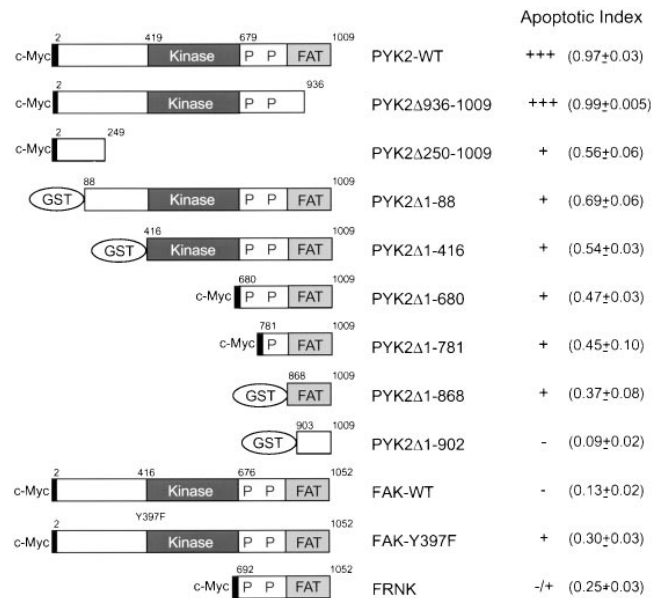 Apoptotic Index
2 419 679 1009
c-Myc Kinase P P FAT PYK2-WT +++ (0.97±0.03)
2 936
c-Myc Kinase P P PYK2Δ936-1009 +++ (0.99±0.005)
2 249
c-Myc PYK2Δ250-1009 + (0.56±0.06)
88 1009
GST Kinase P P FAT PYK2Δ1-88 + (0.69±0.06)
416 1009
GST Kinase P P FAT PYK2Δ1-416 + (0.54±0.03)
680 1009
c-Myc P P FAT PYK2Δ1-680 + (0.47±0.03)
781 1009
c-Myc P FAT PYK2Δ1-781 + (0.45±0.10)
868 1009
GST FAT PYK2Δ1-868 + (0.37±0.08)
903 1009
GST PYK2Δ1-902 - (0.09±0.02)
2 416 676 1052
c-Myc Kinase P P FAT FAK-WT - (0.13±0.02)
2 Y397F 1052
c-Myc Kinase P P FAT FAK-Y397F + (0.30±0.03)
692 1052
c-Myc P P FAT FRNK -/+ (0.25±0.03)